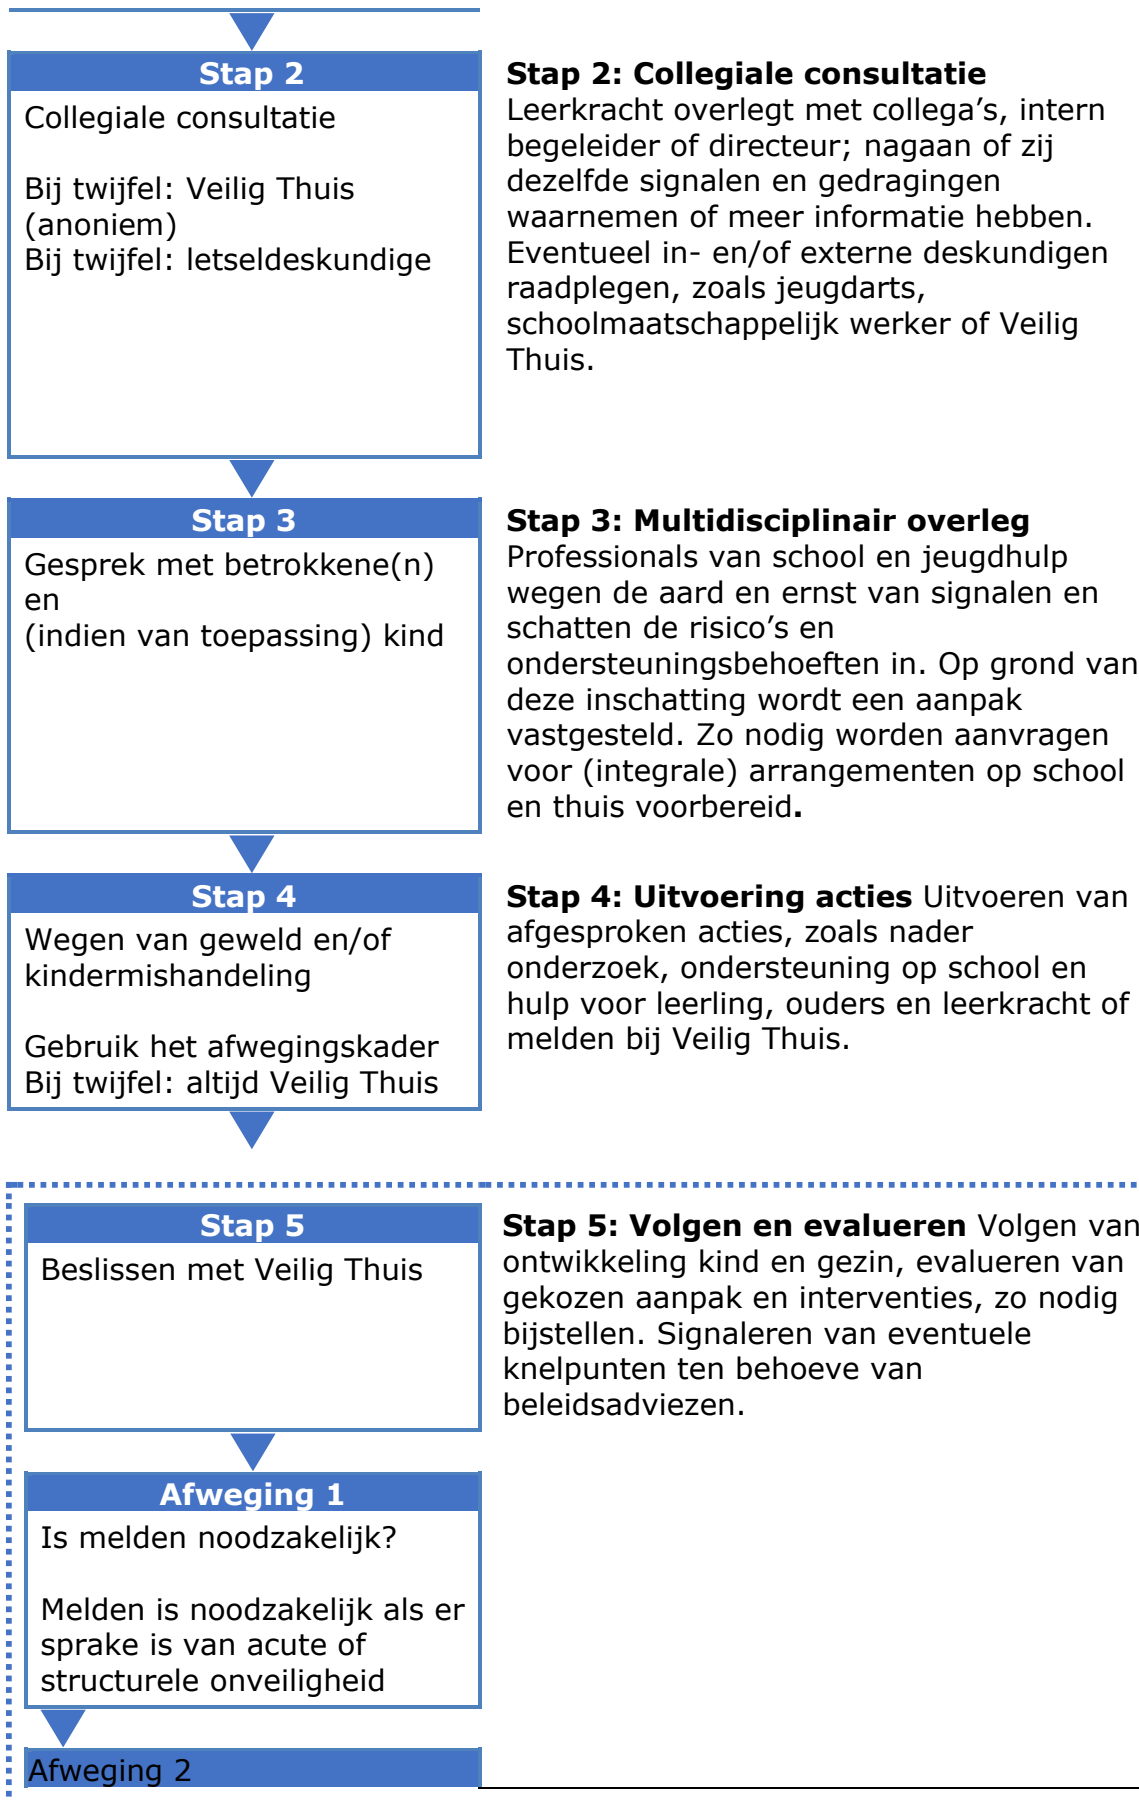 Stap 2
Collegiale consultatie
Bij twijfel: Veilig Thuis
(anoniem)
Bij twijfel: letseldeskundige
Stap 2: Collegiale consultatie
Leerkracht overlegt met collega’s, intern
begeleider of directeur; nagaan of zij
dezelfde signalen en gedragingen
waarnemen of meer informatie hebben.
Eventueel in- en/of externe deskundigen
raadplegen, zoals jeugdarts,
schoolmaatschappelijk werker of Veilig
Thuis.
Stap 3
Gesprek met betrokkene(n)
en
(indien van toepassing) kind
Stap 3: Multidisciplinair overleg
Professionals van school en jeugdhulp
wegen de aard en ernst van signalen en
schatten de risico’s en
ondersteuningsbehoeften in. Op grond van
deze inschatting wordt een aanpak
vastgesteld. Zo nodig worden aanvragen
voor (integrale) arrangementen op school
en thuis voorbereid.
Stap 4
Wegen van geweld en/of
kindermishandeling
Gebruik het afwegingskader
Bij twijfel: altijd Veilig Thuis
Stap 4: Uitvoering acties Uitvoeren van
afgesproken acties, zoals nader
onderzoek, ondersteuning op school en
hulp voor leerling, ouders en leerkracht of
melden bij Veilig Thuis.
Stap 5
Beslissen met Veilig Thuis
Stap 5: Volgen en evalueren Volgen van
ontwikkeling kind en gezin, evalueren van
gekozen aanpak en interventies, zo nodig
bijstellen. Signaleren van eventuele
knelpunten ten behoeve van
beleidsadviezen.
Afweging 1
Is melden noodzakelijk?
Melden is noodzakelijk als er
sprake is van acute of
structurele onveiligheid
Afweging 2